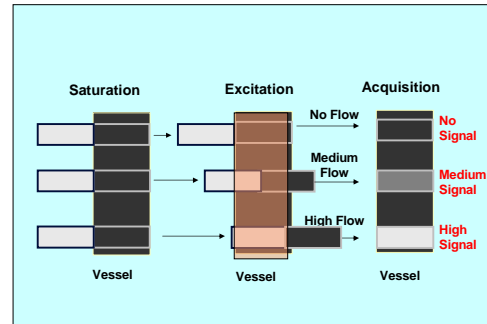 Saturation
Excitation
Acquisition
No Flow
No
Signal
Medium
Flow
Medium
Signal
High Flow
High
Signal
Vessel
Vessel
Vessel